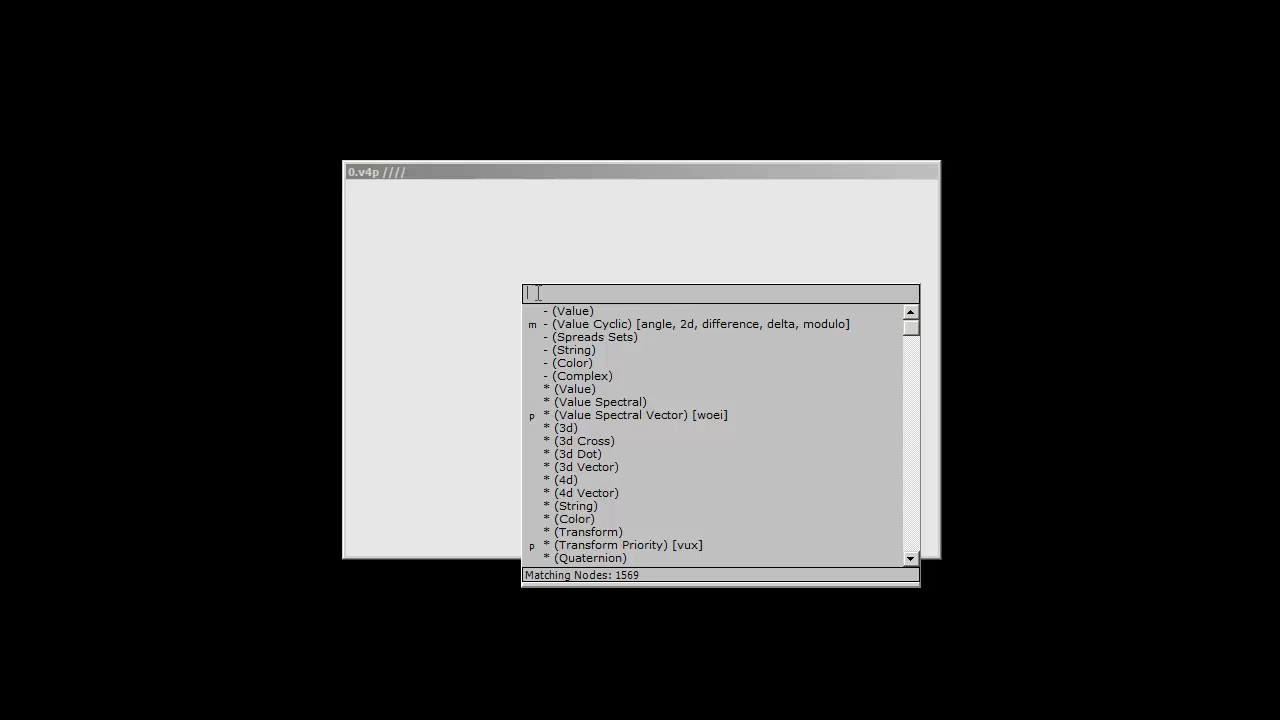 0.v4p ////
- (Value)
m - (Value Cyclic) [angle, 2d, difference, delta, modulo]
- (Spreads Sets)
- (String)
- (Color)
- (Complex)
* (Value)
* (Value Spectral)
p * (Value Spectral Vector) [woei]
* (3d)
* (3d Cross)
* (3d Dot)
* (3d Vector)
* (4d)
* (4d Vector)
* (String)
* (Color)
* (Transform)
p * (Transform Priority) [vux]
* (Quaternion)
Matching Nodes: 1569